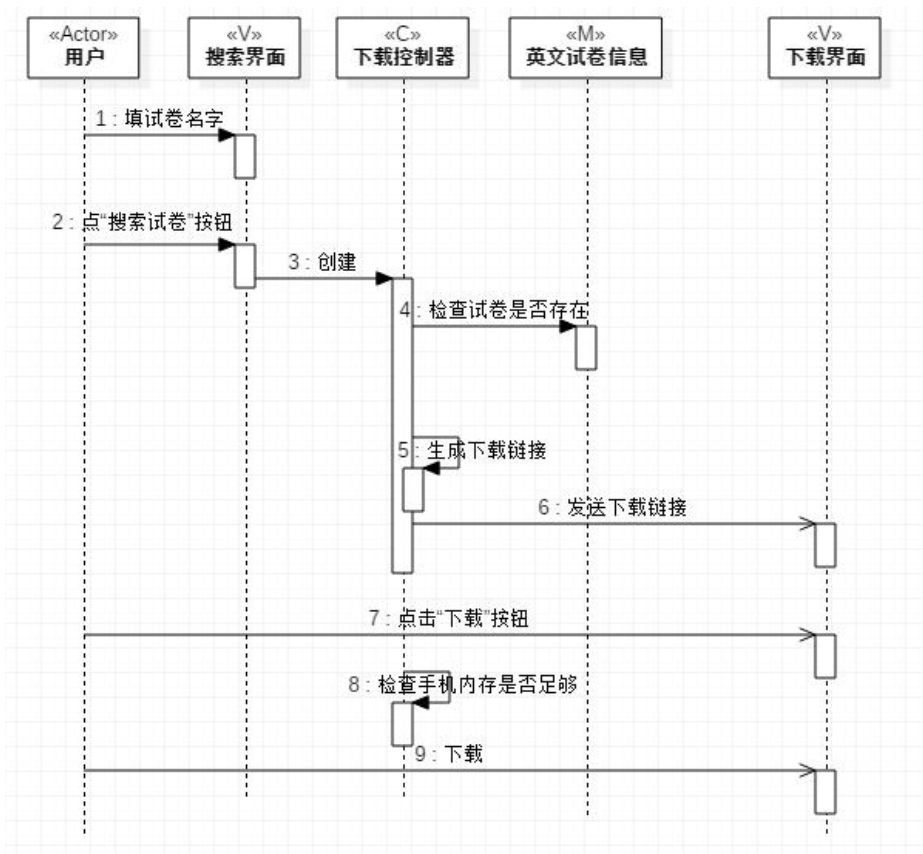 «Actor»
用户
«V»
搜索界面
«C»
下载控制器
«M»
英文试卷信息
«V»
下载界面
1 : 填试卷名字
2 : 点“搜索试卷”按钮
3 : 创建
4 : 检查试卷是否存在
5 : 生成下载链接
6 : 发送下载链接
7 : 点击“下载”按钮
8 : 检查手机内存是否足够
9 : 下载